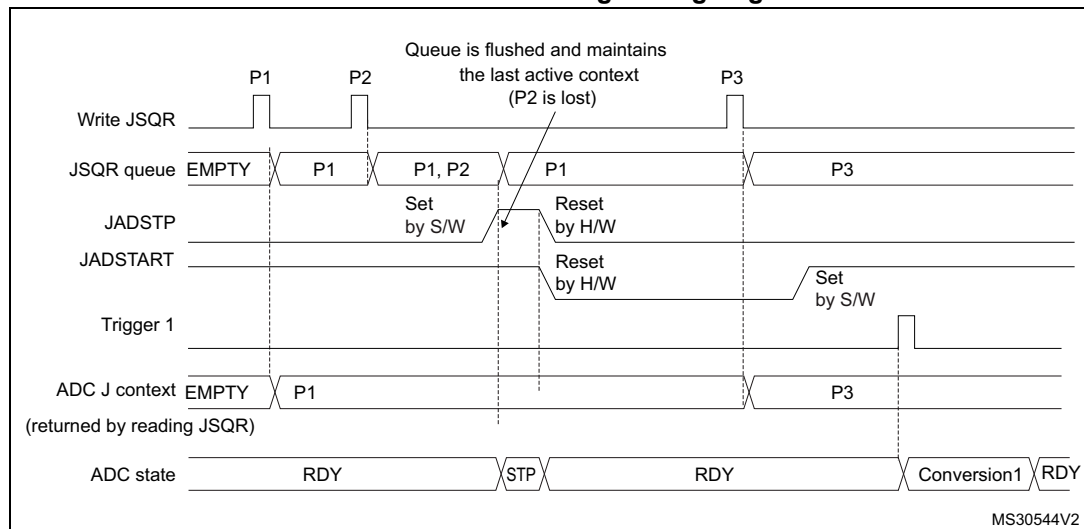 Queue is flushed and maintains
the last active context
(P2 is lost)
P1 P2 P3
Write JSQR
JSQR queue EMPTY P1 P1, P2 P1 P3
Set
by S/W
Reset
by H/W
JADSTP
JADSTART
Reset
by H/W
Set
by S/W
Trigger 1
ADC J context EMPTY P1 P3
(returned by reading JSQR)
ADC state RDY STP RDY Conversion1 RDY
MS30544V2